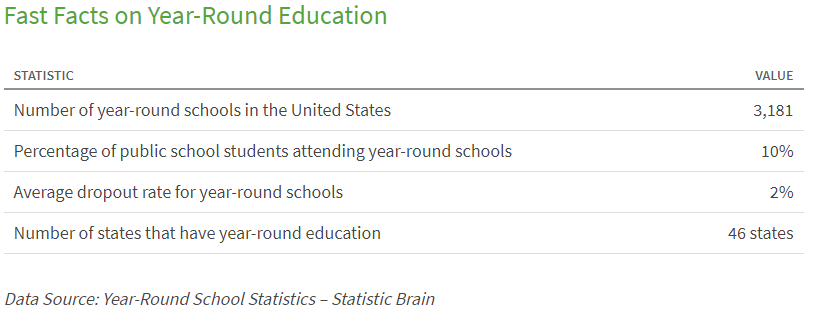 Fast Facts on Year-Round Education
STATISTIC VALUE
Number of year-round schools in the United States 3,181
Percentage of public school students attending year-round schools 10%
Average dropout rate for year-round schools 2%
Number of states that have year-round education 46 states
Data Source: Year-Round School Statistics – Statistic Brain